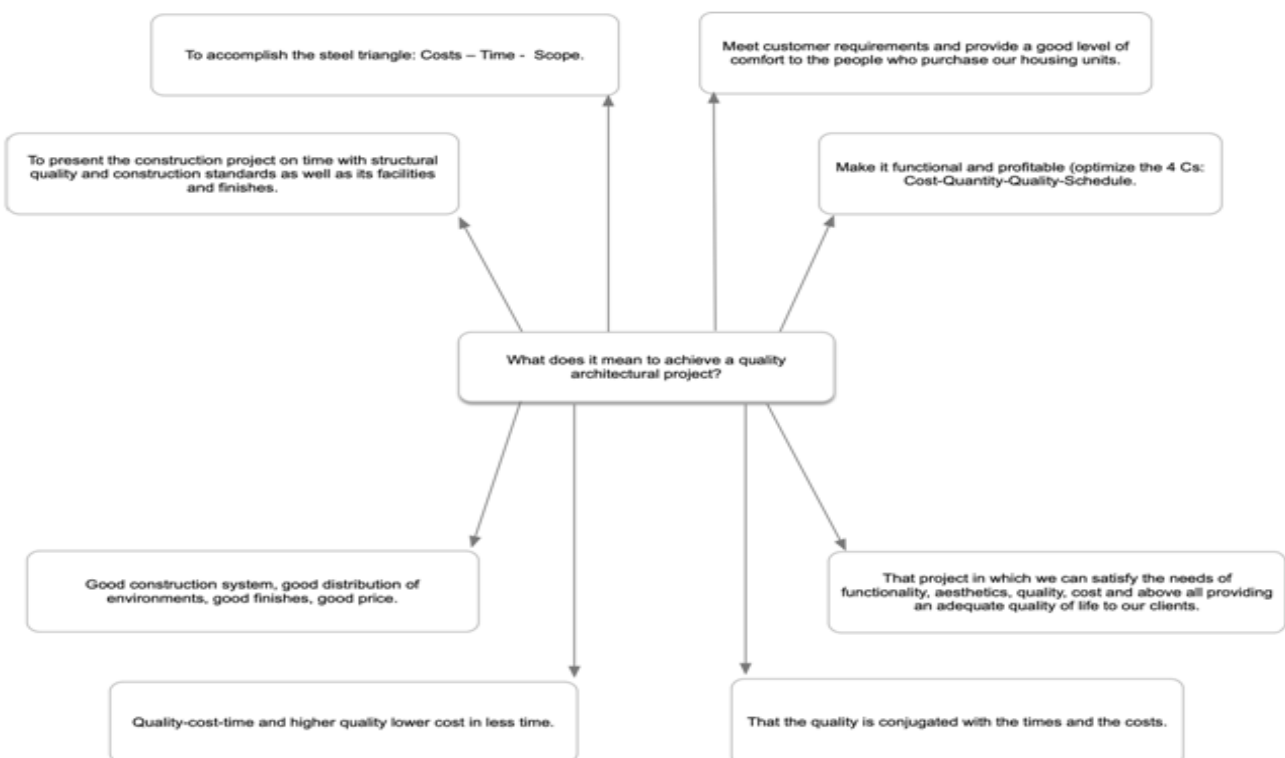 To accomplish the steel triangle: Costs – Time - Scope.
Meet customer requirements and provide a good level of
comfort to the people who purchase our housing units.
To present the construction project on time with structural
quality and construction standards as well as its facilities
and finishes.
Make it functional and profitable (optimize the 4 Cs:
Cost-Quantity-Quality-Schedule.
What does it mean to achieve a quality
architectural project?
Good construction system, good distribution of
environments, good finishes, good price.
That project in which we can satisfy the needs of
functionality, aesthetics, quality, cost and above all providing
an adequate quality of life to our clients.
Quality-cost-time and higher quality lower cost in less time.
That the quality is conjugated with the times and the costs.